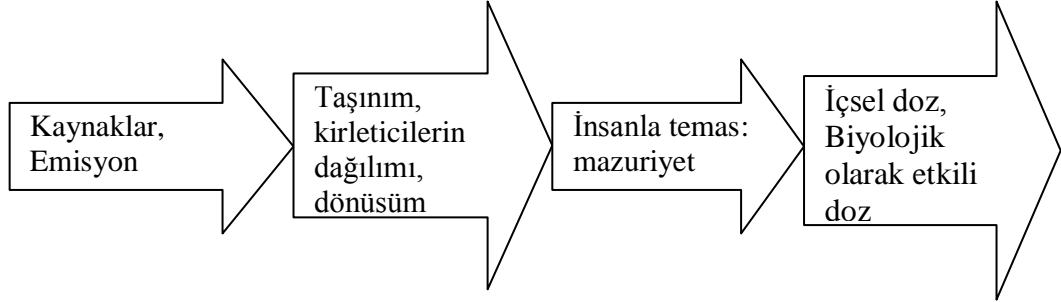 Kaynaklar,
Emisyon
Taşınım,
kirleticilerin
dağılımı,
dönüsüm
İnsanla temas:
mazuriyet
İçsel doz,
Biyolojik
olarak etkili
doz